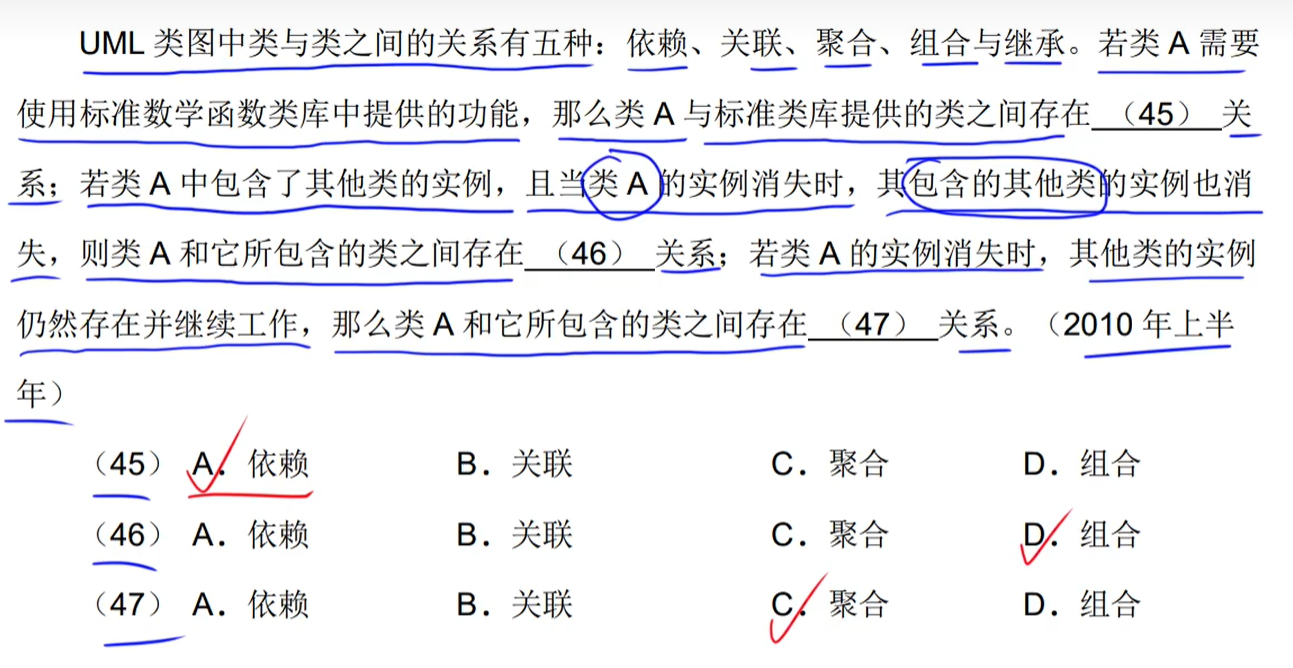 UML 类图中类与类之间的关系有五种：依赖、关联、聚合、组合与继承。若类 A 需要
使用标准数学函数类库中提供的功能，那么类 A 与标准类库提供的类之间存在（45）关
系；若类 A 中包含了其他类的实例，且当类 A 的实例消失时，其包含的其他类的实例也消
失，则类 A 和它所包含的类之间存在（46）关系；若类 A 的实例消失时，其他类的实例
仍然存在并继续工作，那么类 A 和它所包含的类之间存在（47）关系。（2010 年上半
年）
（45） A．依赖 B．关联 C．聚合 D．组合
（46） A．依赖 B．关联 C．聚合 D．组合
（47） A．依赖 B．关联 C．聚合 D．组合